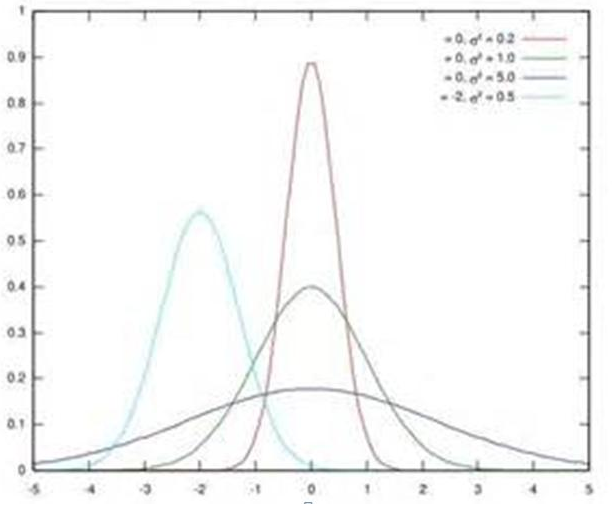 1
0.9
0.8
0.7
0.6
0.5
0.4
0.3
0.2
0.1
0
= 0, σ² = 0.2
= 0, σ² = 1.0
= 0, σ² = 5.0
= -2, σ² = 0.5
-5 -4 -3 -2 -1 0 1 2 3 4 5